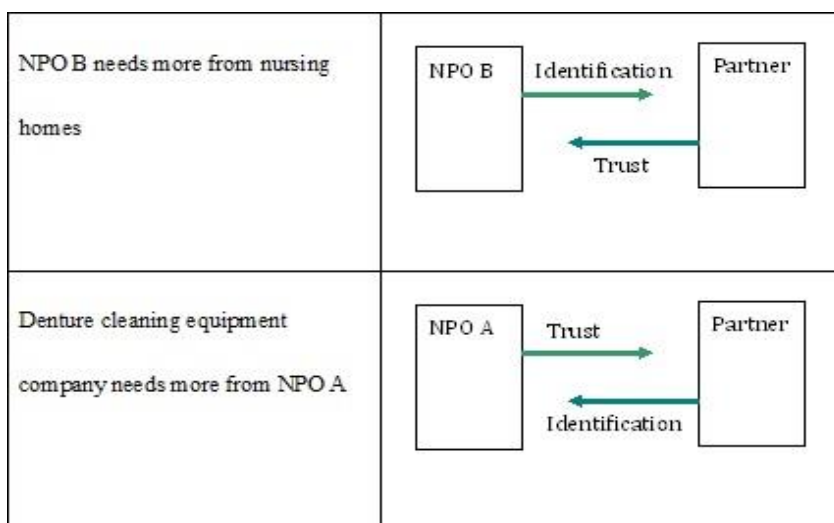 NPO B needs more from nursing
homes
NPO B
Identification
Partner
Trust
Denture cleaning equipment
company needs more from NPO A
NPO A
Trust
Partner
Identification